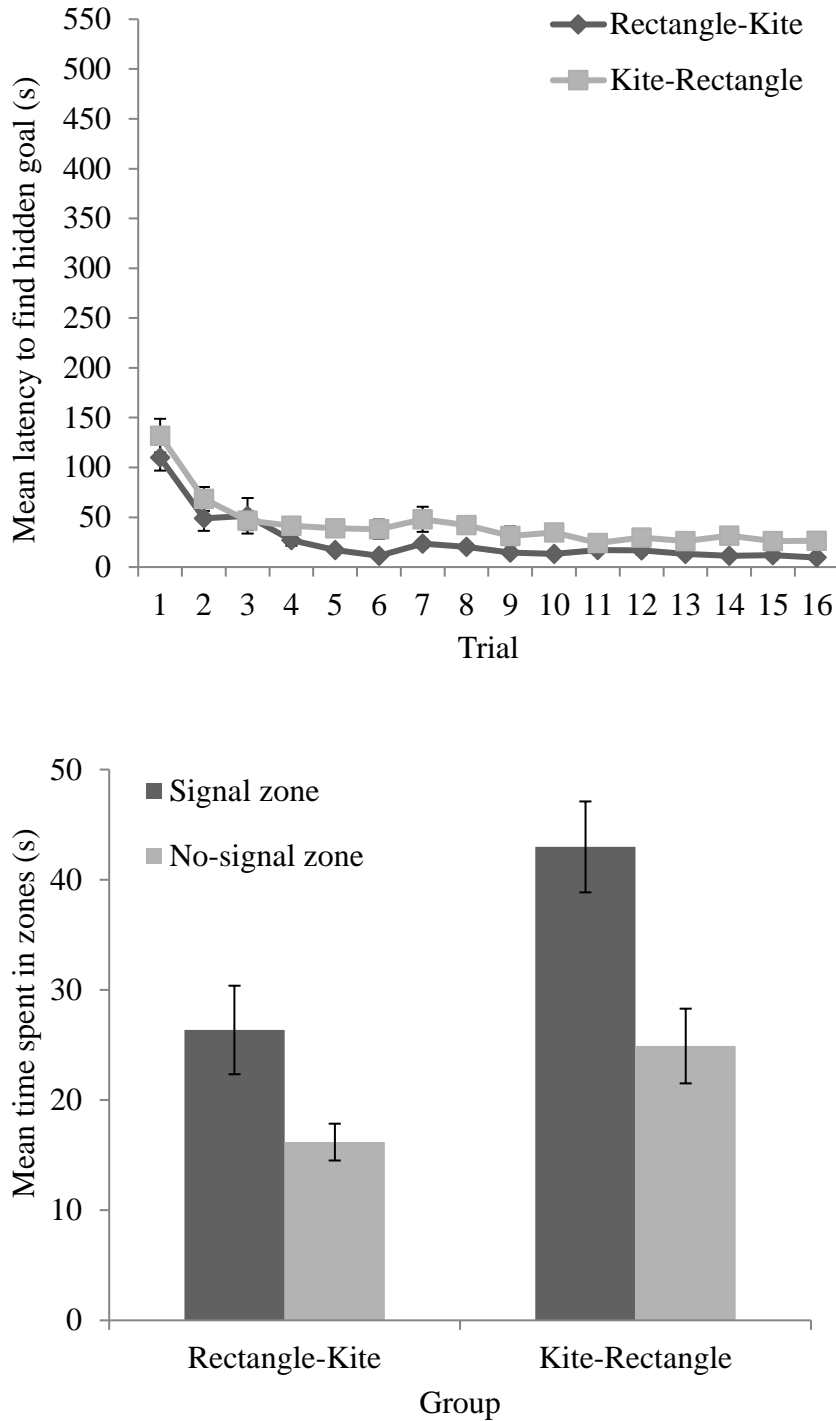 Mean latency to find hidden goal (s)
550
500
450
400
350
300
250
200
150
100
50
0
Rectangle-Kite
Kite-Rectangle
1 2 3 4 5 6 7 8 9 10 11 12 13 14 15 16
Trial
Mean time spent in zones (s)
50
40
30
20
10
0
Signal zone
No-signal zone
Rectangle-Kite Kite-Rectangle
Group